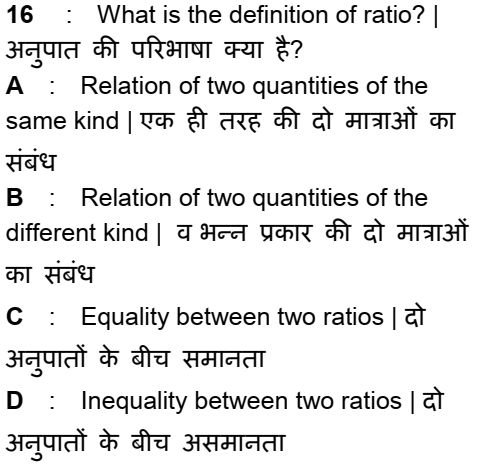 16 : What is the definition of ratio? |
अनुपात की परिभाषा क्या है?
A : Relation of two quantities of the
same kind | एक ही तरह की दो मात्राओं का
संबंध
B : Relation of two quantities of the
different kind | व भन्न प्रकार की दो मात्राओं
का संबंध
C : Equality between two ratios | दो
अनुपातों के बीच समानता
D : Inequality between two ratios | दो
अनुपातों के बीच असमानता